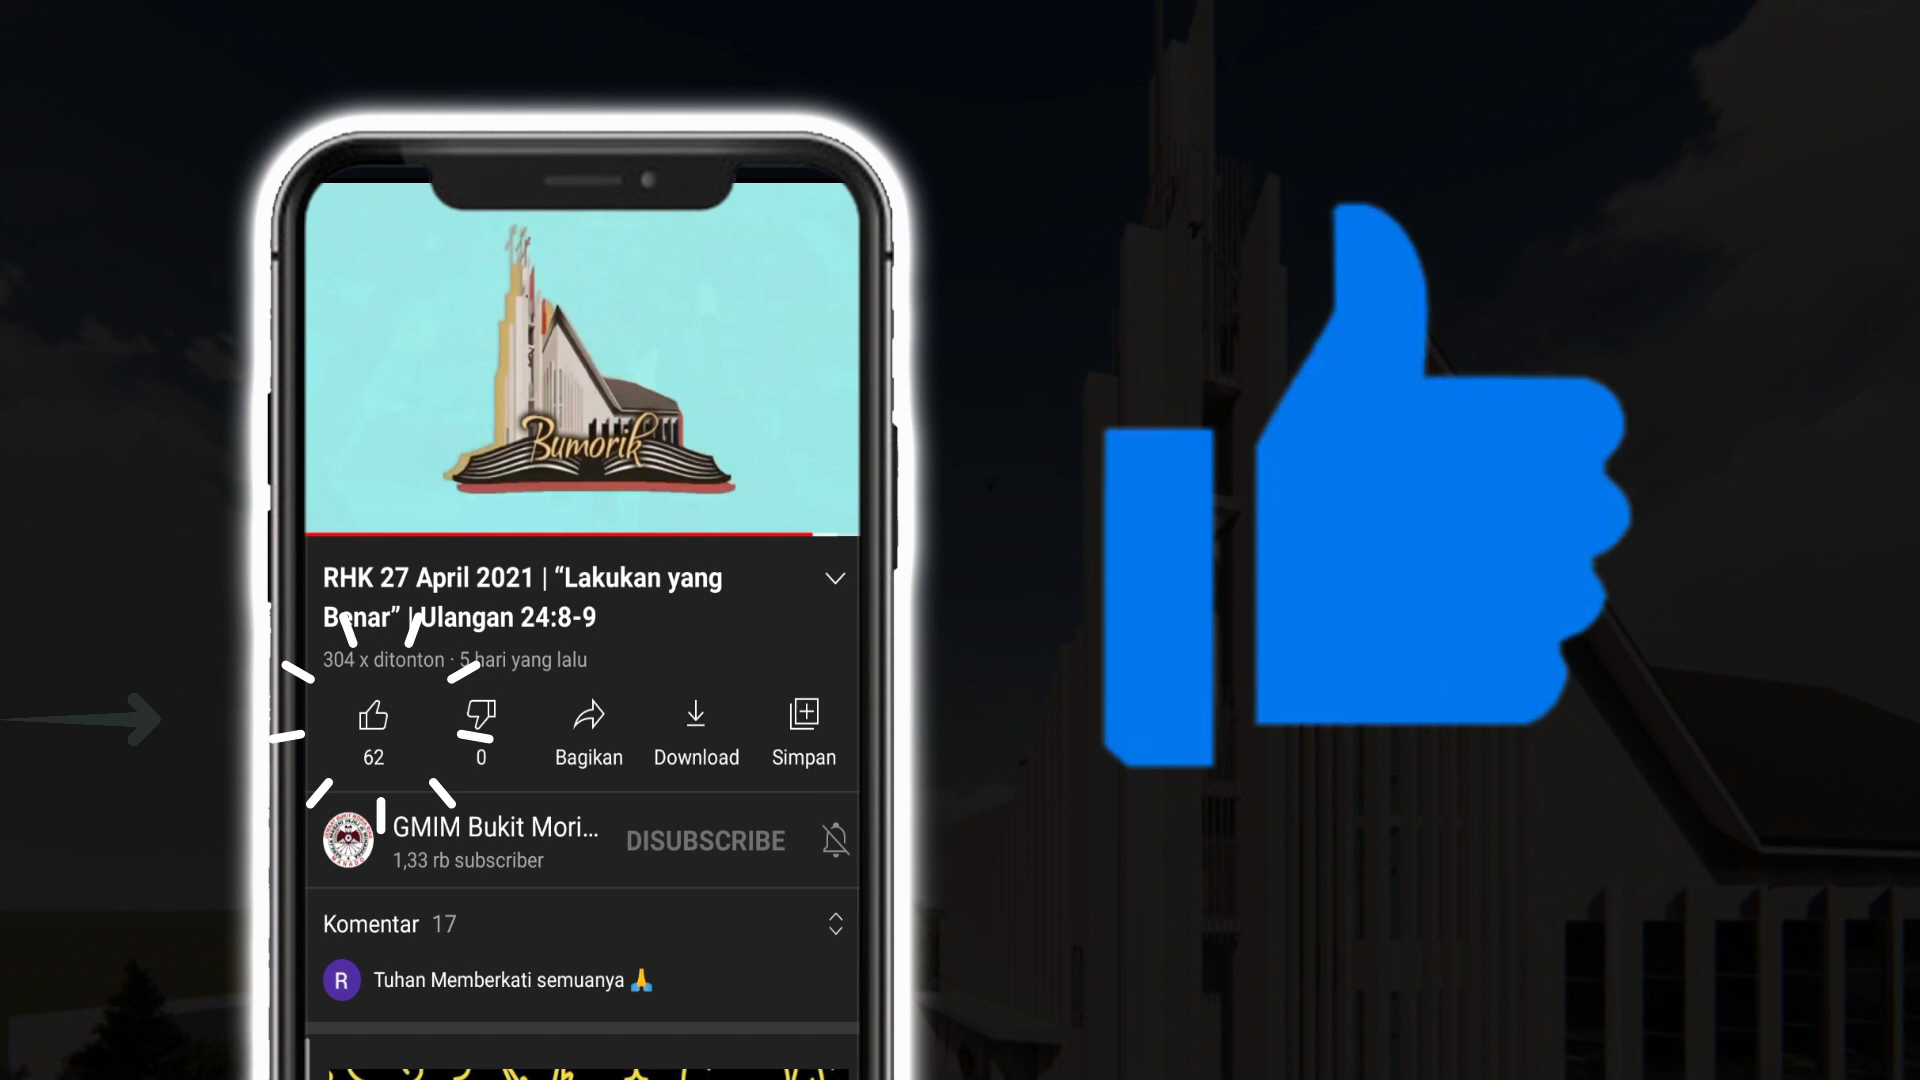 Bumorik
RHK 27 April 2021 | “Lakukan yang
Benar” | Ulangan 24:8-9
304 x ditonton · 5 hari yang lalu
62
0
Bagikan
Download
Simpan
GMIM Bukit Mori...
DISUBSCRIBE
1,33 rb subscriber
Komentar 17
R
Tuhan Memberkati semuanya 🙏